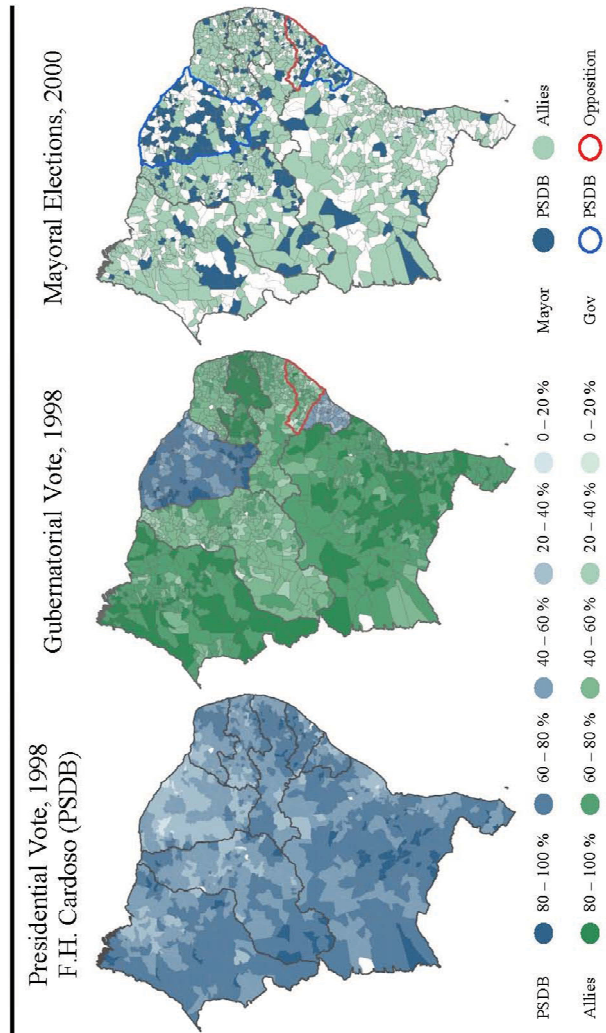 Presidential Vote, 1998
F.H. Cardoso (PSDB)
Gubernatorial Vote, 1998
Mayoral Elections, 2000
PSDB 80 – 100 % 60 – 80 % 40 – 60 % 20 – 40 % 0 – 20 % Mayor PSDB Allies
Allies 80 – 100 % 60 – 80 % 40 – 60 % 20 – 40 % 0 – 20 % Gov PSDB Opposition